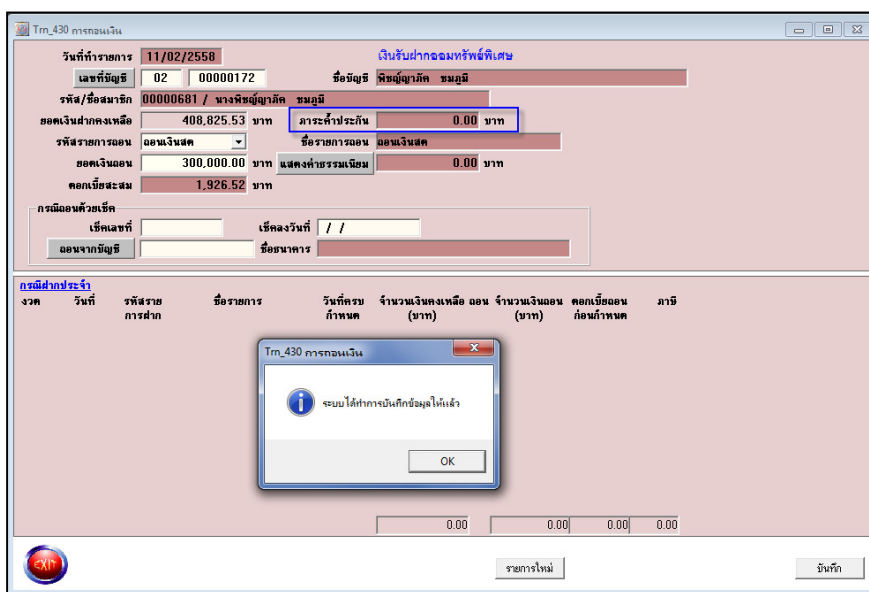 Trn_430 การถอนเงิน
วันที่ทำรายการ 11/02/2558 เงินรับฝากออมทรัพย์พิเศษ
เลขที่บัญชี 02 00000172 ชื่อบัญชี พิชญ์ญาภัค ชมภูมี
รหัส/ชื่อสมาชิก 00000681 / นางพิชญ์ญาภัค ชมภูมี
ยอดเงินฝากคงเหลือ 408,825.53 บาท ภาระค้ำประกัน 0.00 บาท
รหัสรายการถอน ถอนเงินสด ชื่อรายการถอน ถอนเงินสด
ยอดเงินถอน 300,000.00 บาท แสดงค่าธรรมเนียม 0.00 บาท
ดอกเบี้ยสะสม 1,926.52 บาท
กรณีถอนด้วยเช็ค
เช็คเลขที่ เช็คลงวันที่ / /
ถอนจากบัญชี ชื่อธนาคาร
กรณีฝากประจำ
งวด วันที่ รหัสราย ชื่อรายการ วันที่ครบ จำนวนเงินคงเหลือ ถอน จำนวนเงินถอน ดอกเบี้ยถอน ภาษี
การฝาก กำหนด (บาท) (บาท) ก่อนกำหนด
Trn_430 การถอนเงิน
ระบบได้ทำการบันทึกข้อมูลให้แล้ว
OK
0.00 0.00 0.00 0.00
EXIT รายการใหม่ บันทึก